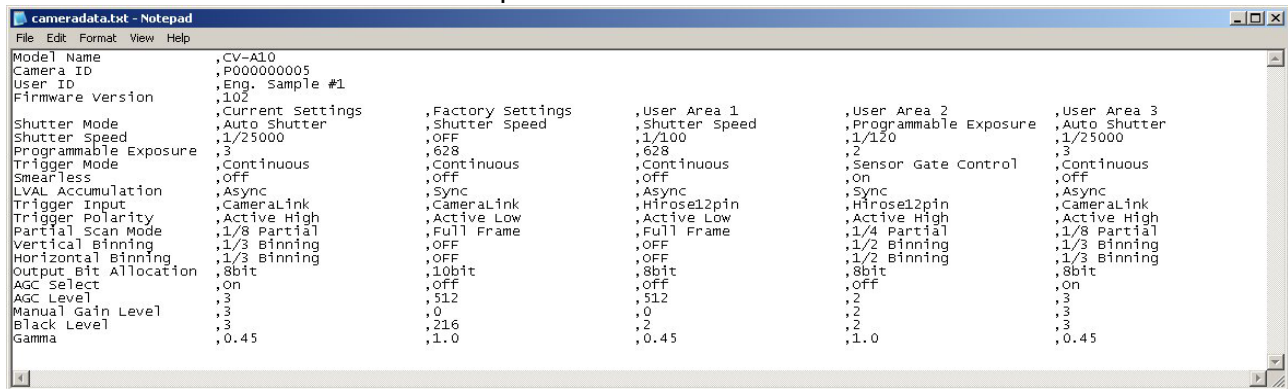 cameradata.txt - Notepad
File Edit Format View Help
Model Name ,CV-A10
Camera ID ,P000000005
User ID ,Eng. Sample #1
Firmware Version ,102
,Current Settings ,Factory Settings ,User Area 1 ,User Area 2 ,User Area 3
Shutter Mode ,Auto Shutter ,Shutter Speed ,Shutter Speed ,Programmable Exposure ,Auto Shutter
Shutter Speed ,1/25000 ,OFF ,1/100 ,1/120 ,1/25000
Programmable Exposure ,3 ,628 ,628 ,2 ,3
Trigger Mode ,Continuous ,Continuous ,Continuous ,Sensor Gate Control ,Continuous
Smearless ,Off ,Off ,Off ,On ,Off
LVAL Accumulation ,Async ,Sync ,Async ,Sync ,Async
Trigger Input ,CameraLink ,CameraLink ,Hirose12pin ,Hirose12pin ,CameraLink
Trigger Polarity ,Active High ,Active Low ,Active Low ,Active High ,Active High
Partial Scan Mode ,1/8 Partial ,Full Frame ,Full Frame ,1/4 Partial ,1/8 Partial
Vertical Binning ,1/3 Binning ,OFF ,OFF ,1/2 Binning ,1/3 Binning
Horizontal Binning ,1/3 Binning ,OFF ,OFF ,1/2 Binning ,1/3 Binning
Output Bit Allocation ,8bit ,10bit ,8bit ,8bit ,8bit
AGC Select ,On ,Off ,Off ,Off ,On
AGC Level ,3 ,512 ,512 ,2 ,3
Manual Gain Level ,3 ,0 ,0 ,2 ,3
Black Level ,3 ,216 ,2 ,2 ,3
Gamma ,0.45 ,1.0 ,0.45 ,1.0 ,0.45